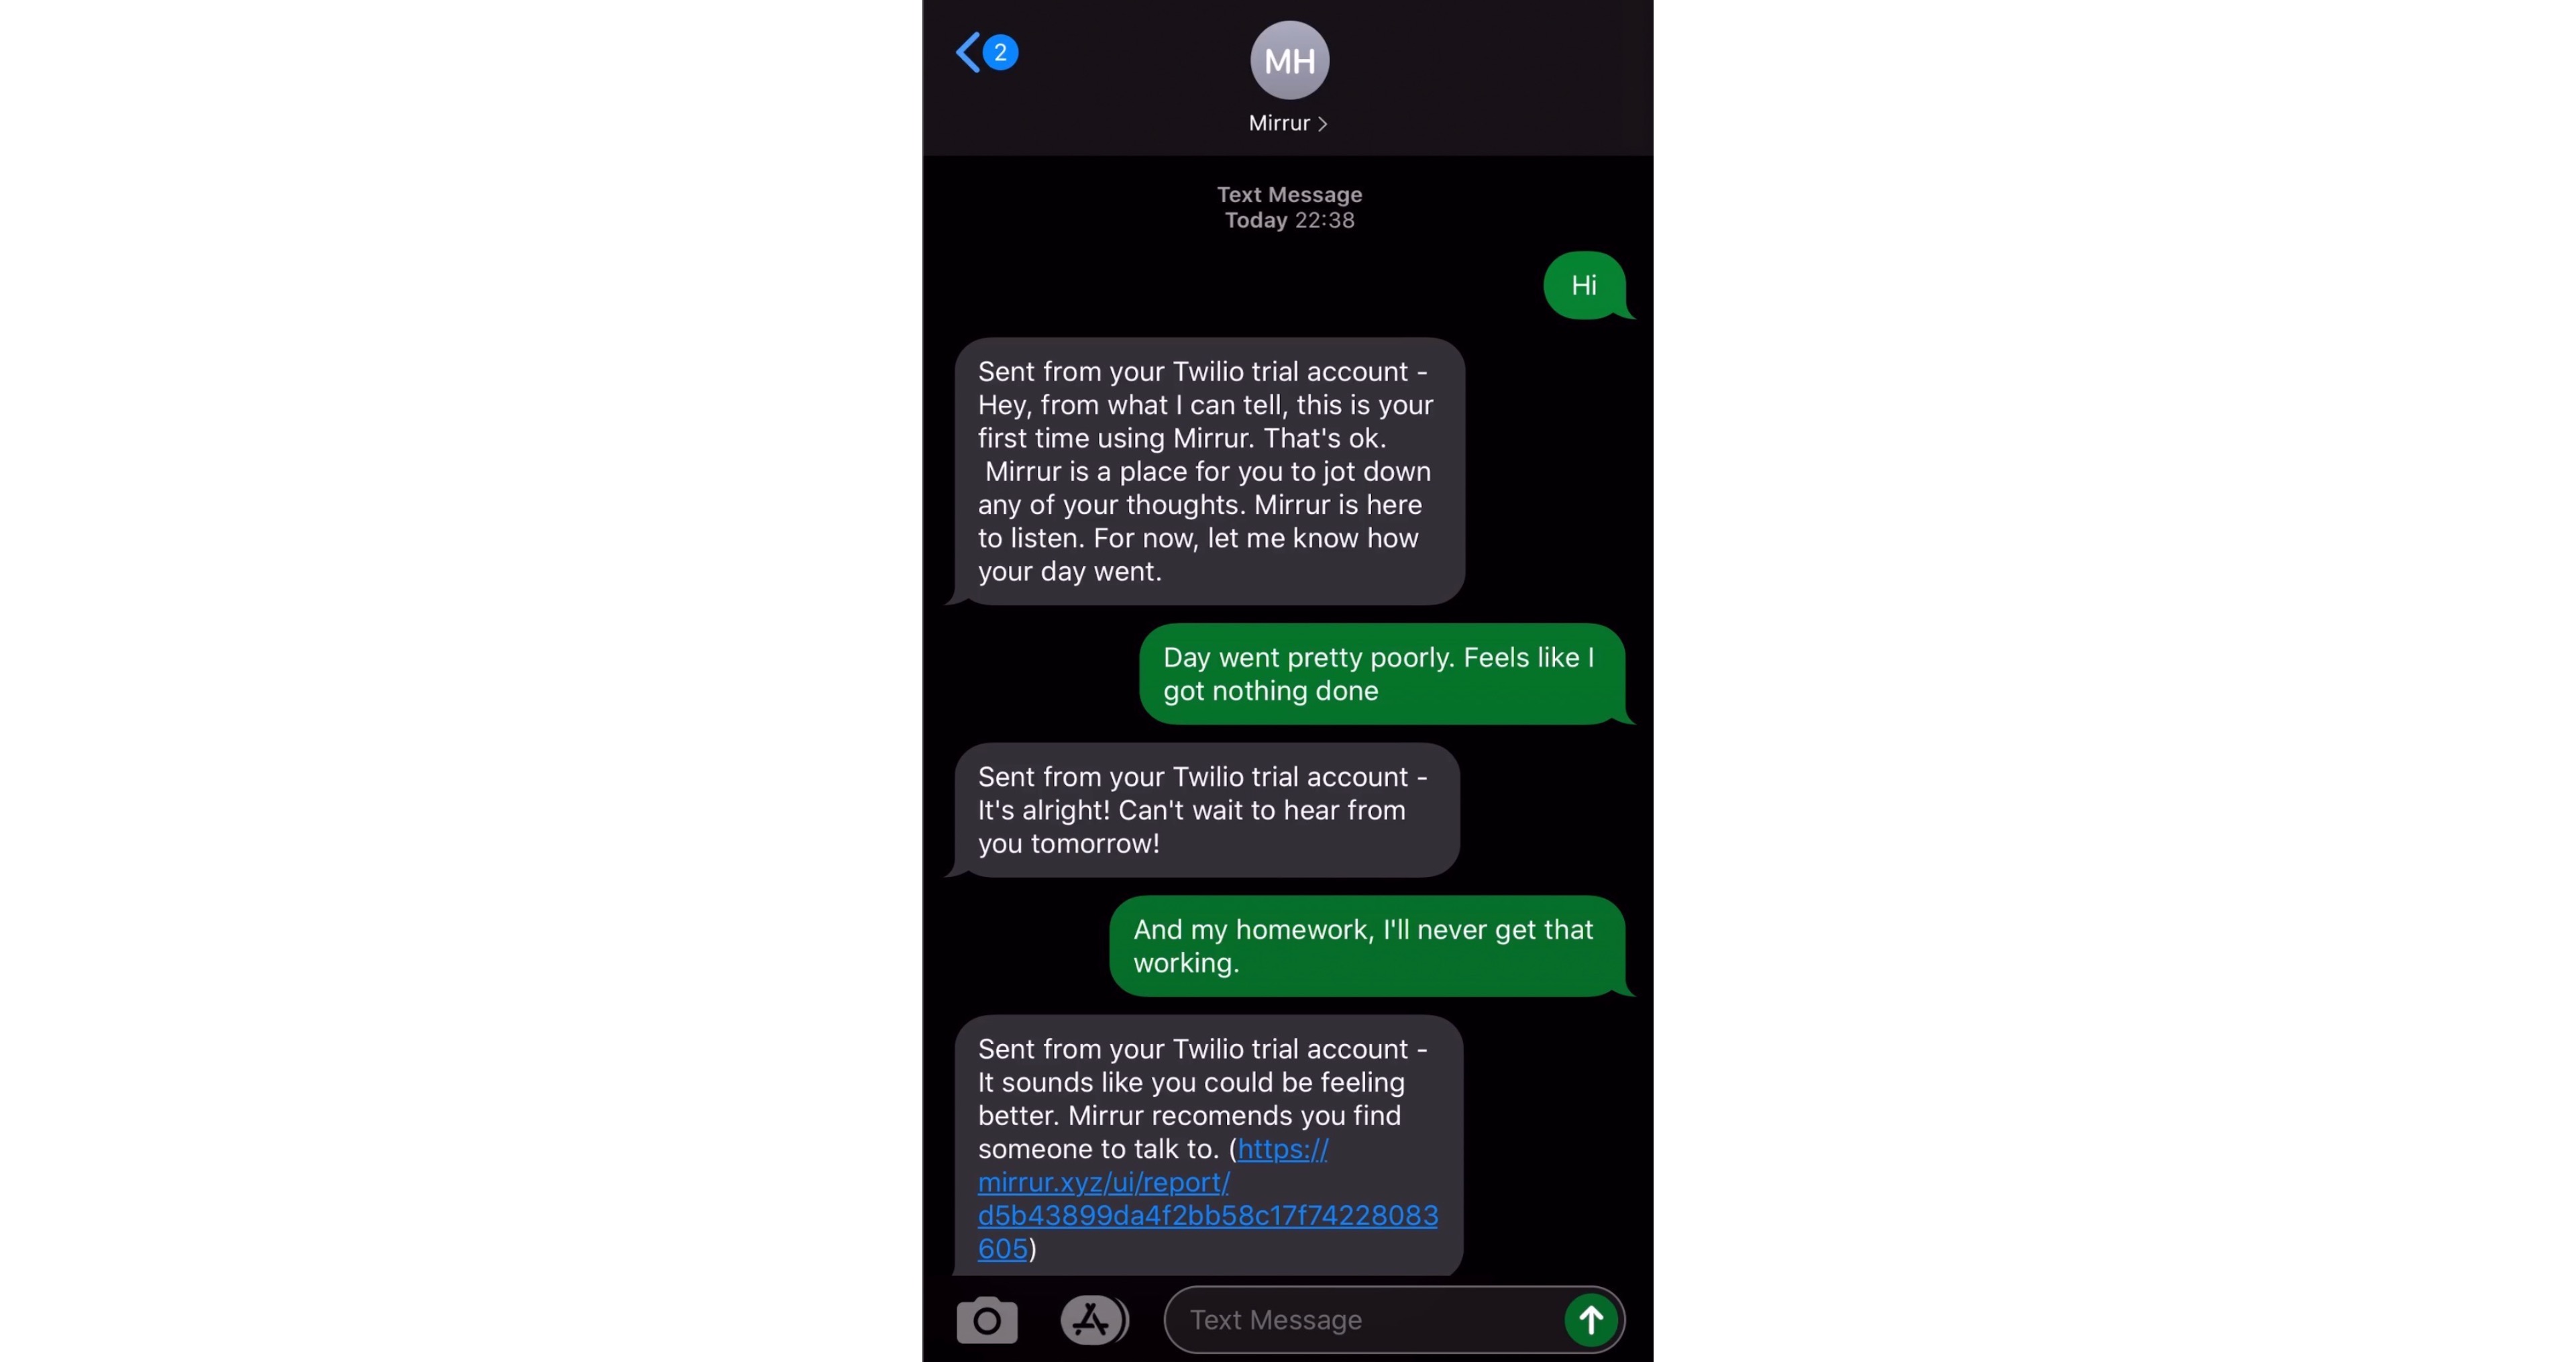 2
MH
Mirrur >
Text Message
Today 22:38
Hi
Sent from your Twilio trial account -
Hey, from what I can tell, this is your
first time using Mirrur. That's ok.
Mirrur is a place for you to jot down
any of your thoughts. Mirrur is here
to listen. For now, let me know how
your day went.
Day went pretty poorly. Feels like I
got nothing done
Sent from your Twilio trial account -
It's alright! Can't wait to hear from
you tomorrow!
And my homework, I'll never get that
working.
Sent from your Twilio trial account -
It sounds like you could be feeling
better. Mirrur recomends you find
someone to talk to. (https://
mirrur.xyz/ui/report/
d5b43899da4f2bb58c17f74228083
605)
Text Message